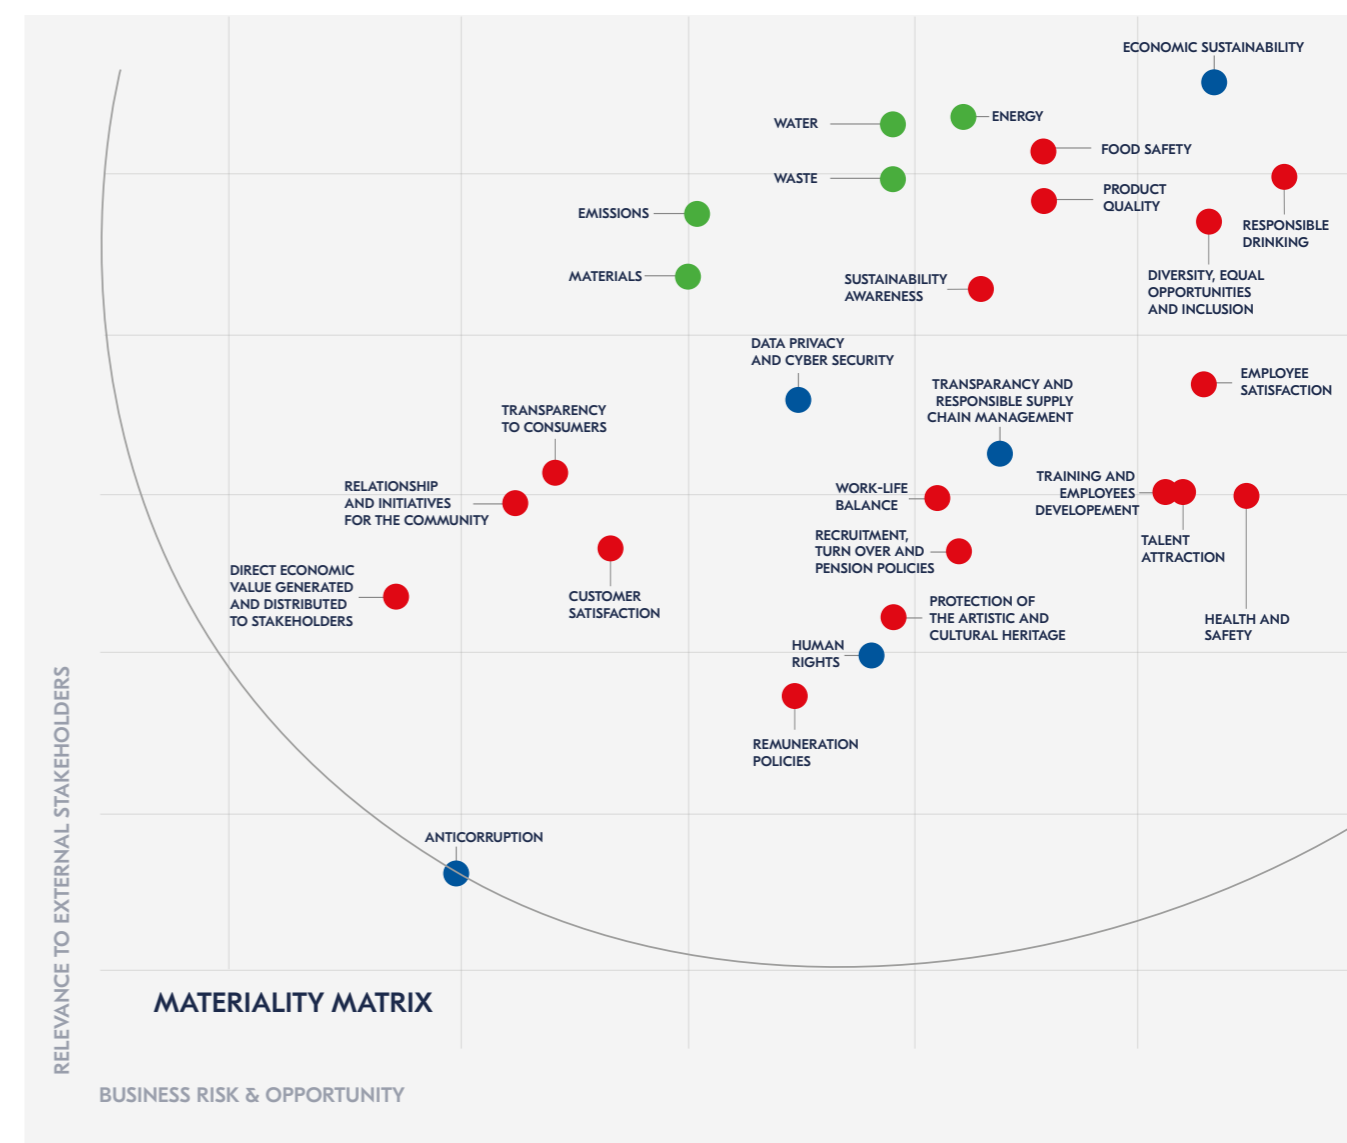 ECONOMIC SUSTAINABILITY
WATER
ENERGY
FOOD SAFETY
WASTE
PRODUCT
QUALITY
EMISSIONS
RESPONSIBLE
DRINKING
MATERIALS
SUSTAINABILITY
AWARENESS
DIVERSITY, EQUAL
OPPORTUNITIES
AND INCLUSION
DATA PRIVACY
AND CYBER SECURITY
TRANSPARANCY AND
RESPONSIBLE SUPPLY
CHAIN MANAGEMENT
EMPLOYEE
SATISFACTION
TRANSPARENCY
TO CONSUMERS
RELATIONSHIP
AND INITIATIVES
FOR THE COMMUNITY
WORK-LIFE
BALANCE
TRAINING AND
EMPLOYEES
DEVELOPEMENT
RECRUITMENT,
TURN OVER AND
PENSION POLICIES
TALENT
ATTRACTION
DIRECT ECONOMIC
VALUE GENERATED
AND DISTRIBUTED
TO STAKEHOLDERS
CUSTOMER
SATISFACTION
PROTECTION OF
THE ARTISTIC AND
CULTURAL HERITAGE
HEALTH AND
SAFETY
HUMAN
RIGHTS
REMUNERATION
POLICIES
ANTICORRUPTION
RELEVANCE TO EXTERNAL STAKEHOLDERS
MATERIALITY MATRIX
BUSINESS RISK & OPPORTUNITY